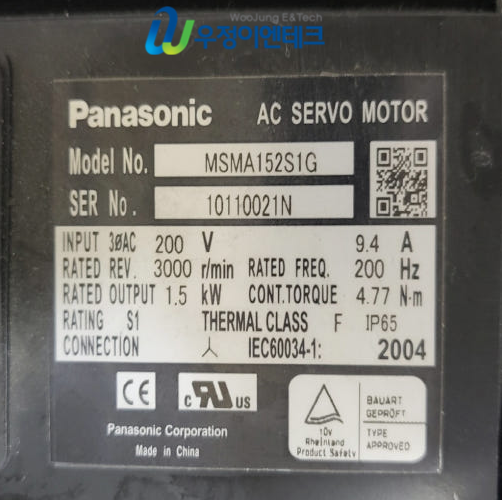 WooJung E&Tech
우정이앤테크
Panasonic AC SERVO MOTOR
Model No. MSMA152S1G
SER No. 10110021N
INPUT 3øAC 200 V 9.4 A
RATED REV. 3000 r/min RATED FREQ. 200 Hz
RATED OUTPUT 1.5 kW CONT.TORQUE 4.77 N·m
RATING S1 THERMAL CLASS F IP65
CONNECTION IEC60034-1: 2004
CE c RU US
Panasonic Corporation
Made in China
TÜV
Rheinland
Product Safety
BAUART
GEPRÜFT
TYPE
APPROVED